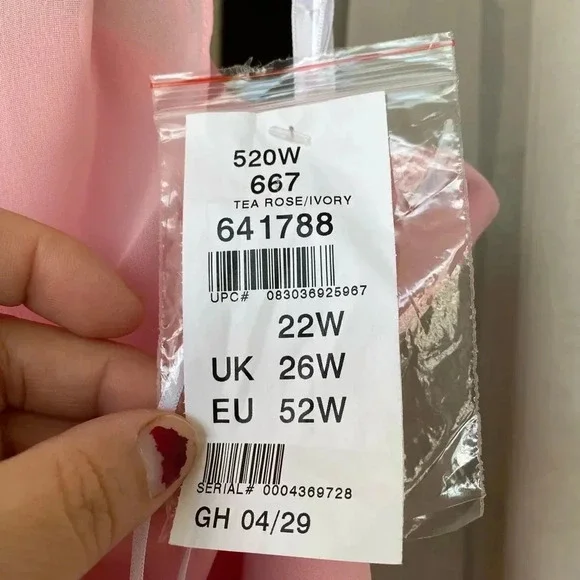 520W
667
TEA ROSE/IVORY
641788
UPC# 083036925967
22W
UK 26W
EU 52W
SERIAL# 0004369728
GH 04/29